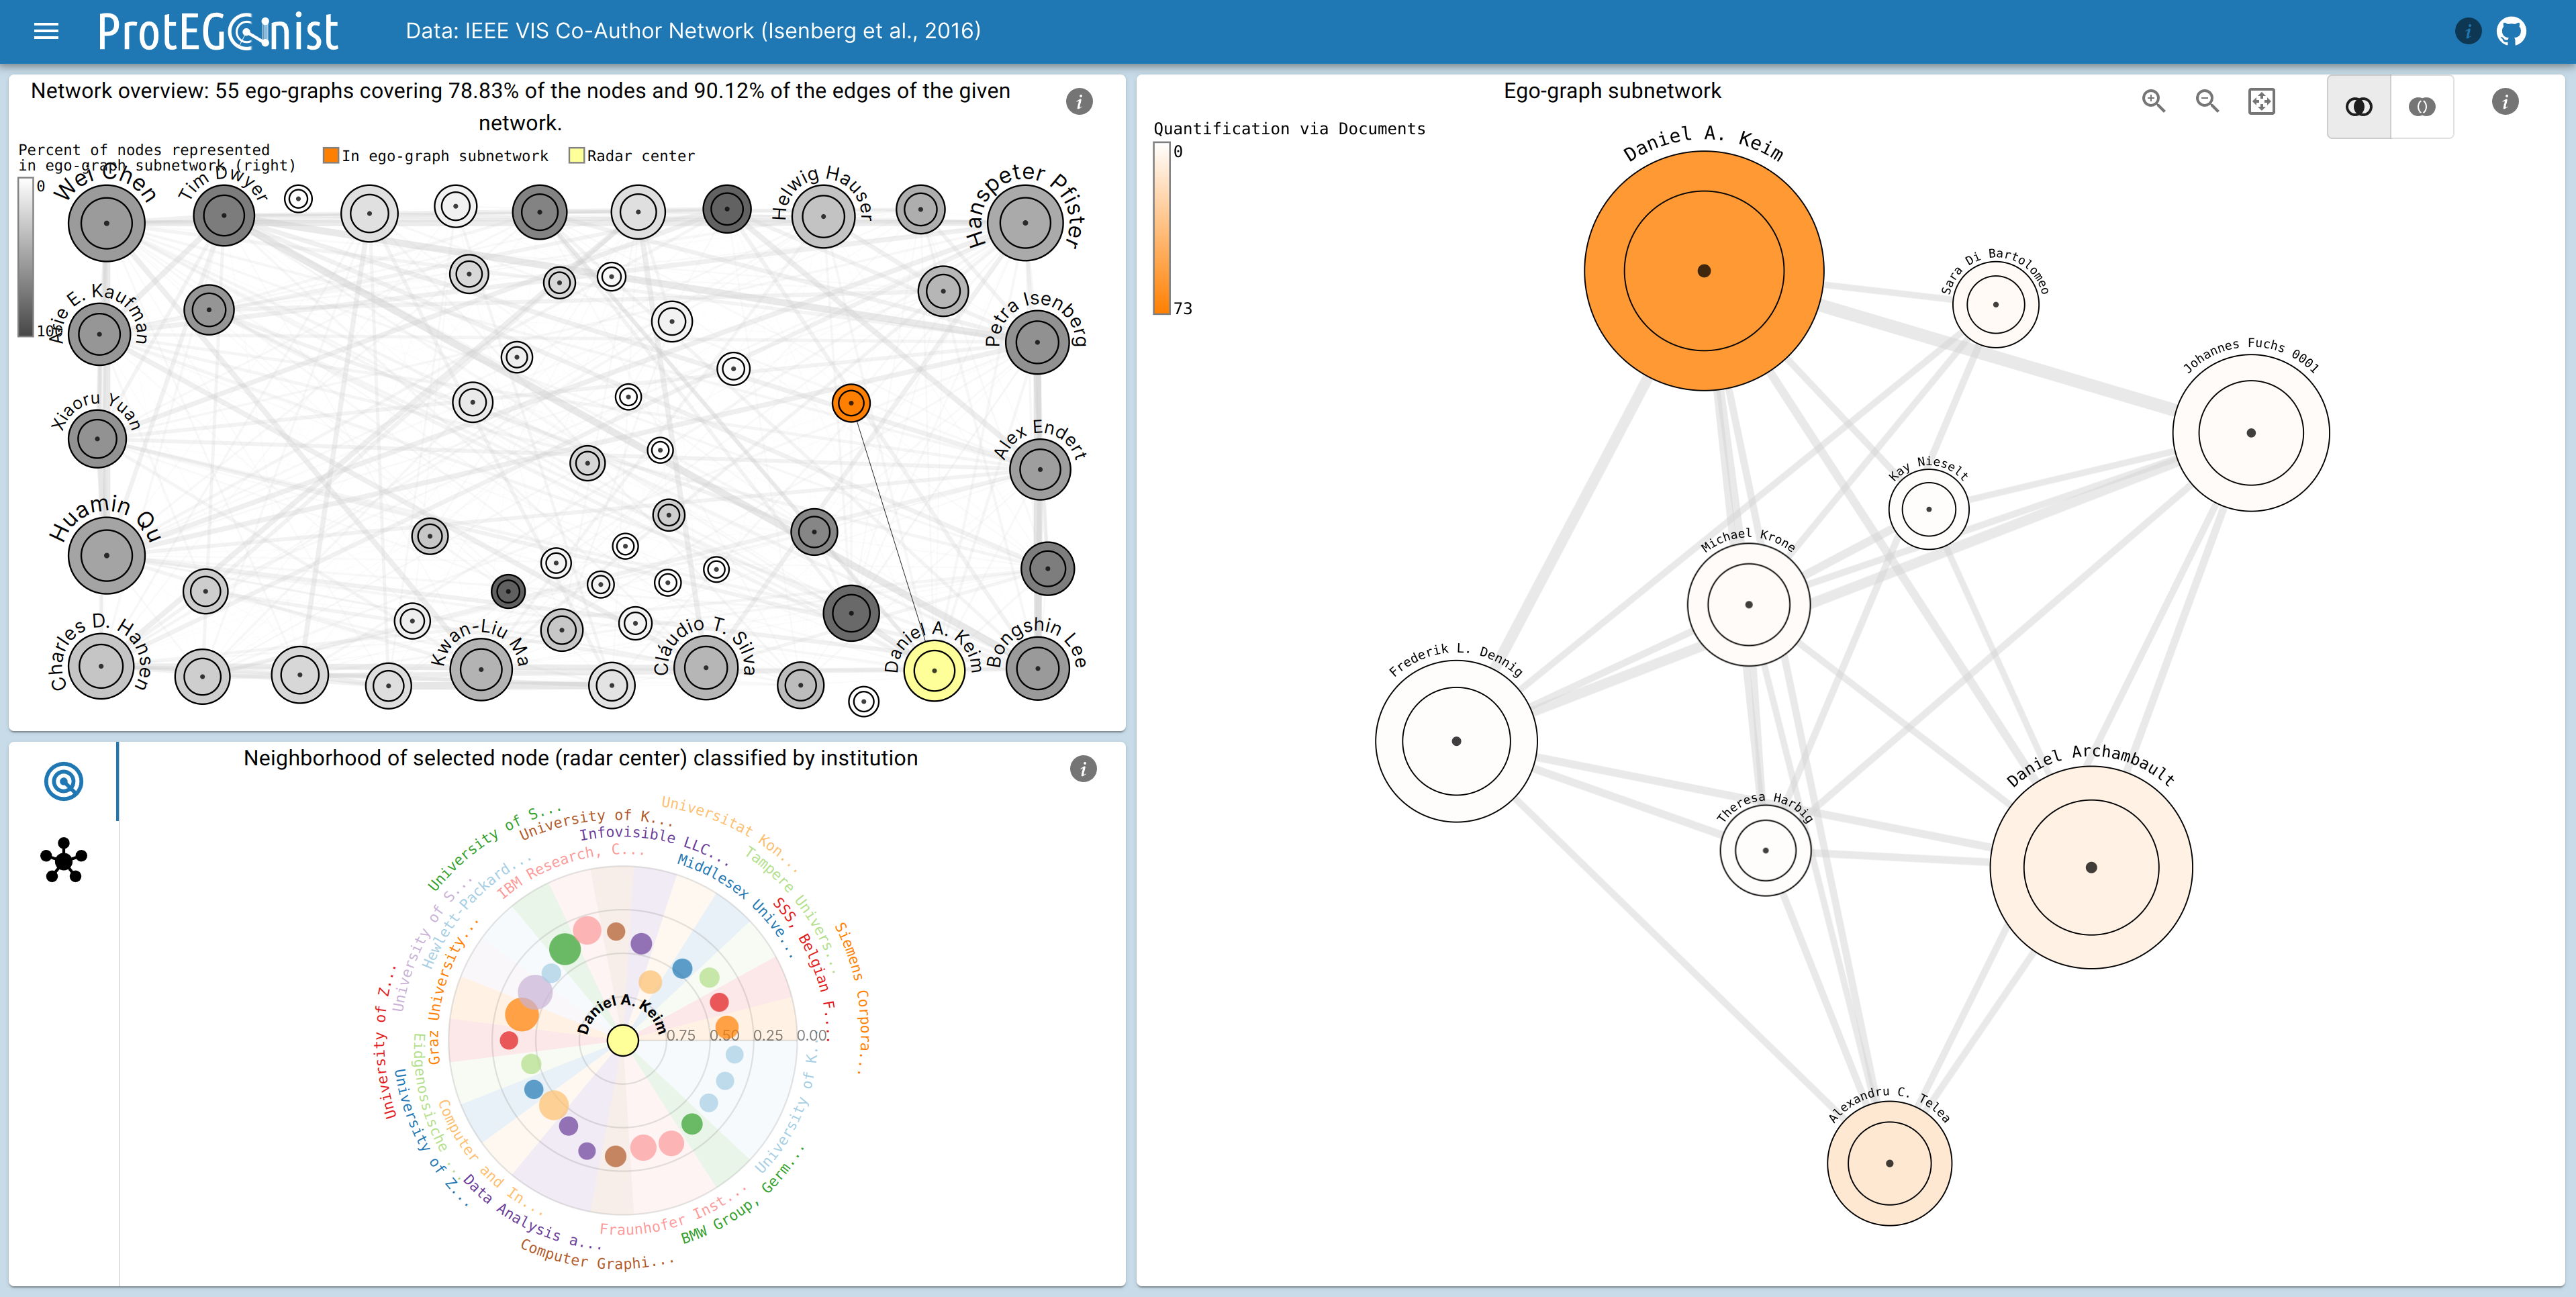 ProtEGOnist
Data: IEEE VIS Co-Author Network (Isenberg et al., 2016)
i
Network overview: 55 ego-graphs covering 78.83% of the nodes and 90.12% of the edges of the given
network.
i
Percent of nodes represented
in ego-graph subnetwork (right)
In ego-graph subnetwork
Radar center
0
100
Wei Chen
Tim Dwyer
Helwig Hauser
Hanspeter Pfister
Arie E. Kaufman
Petra Isenberg
Xiaoru Yuan
Alex Endert
Huamin Qu
Charles D. Hansen
Kwan-Liu Ma
Cláudio T. Silva
Daniel A. Keim
Bongshin Lee
Neighborhood of selected node (radar center) classified by institution
i
University of S...
University of K...
Universitat Kon...
Infovisible LLC...
IBM Research, C...
Middlesex Unive...
Tampere Univers...
Hewlett-Packard...
University of S...
SSS, Belgian F...
Siemens Corpora...
Graz University...
University of Z...
Daniel A. Keim
0.75
0.50
0.25
0.00
Eidgenossische ...
University of Z...
Computer and In...
Data Analysis a...
Computer Graphi...
Fraunhofer Inst...
BMW Group, Germ...
University of K...
Ego-graph subnetwork
i
Quantification via Documents
0
73
Daniel A. Keim
Sara Di Bartolomeo
Johannes Fuchs 0001
Kay Nieselt
Michael Krone
Frederik L. Dennig
Daniel Archambault
Theresa Harbig
Alexandru C. Telea